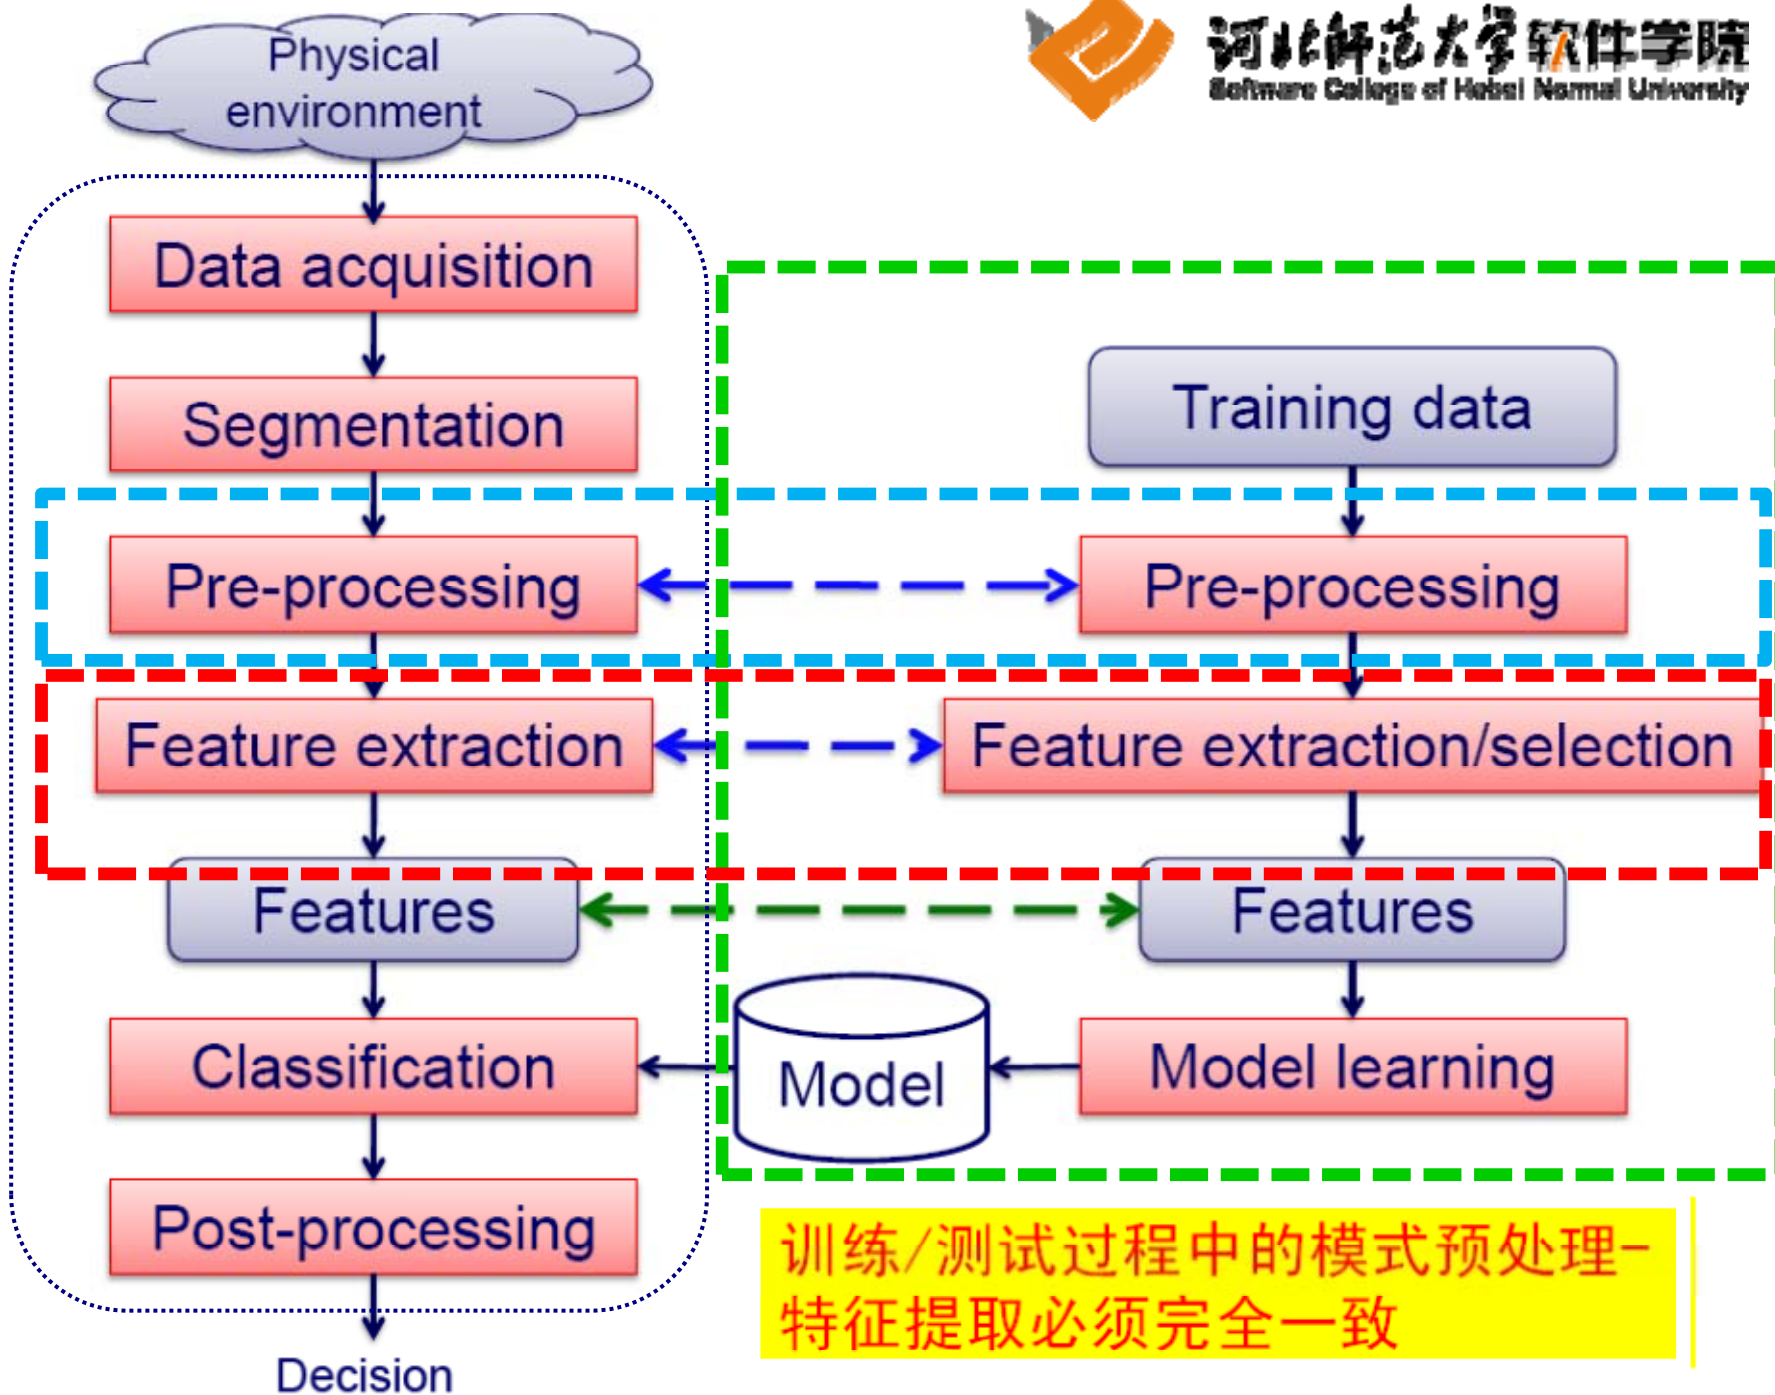 Physical
environment
河北师范大学软件学院
Software College of Hebei Normal University
Data acquisition
Segmentation
Training data
Pre-processing
Pre-processing
Feature extraction
Feature extraction/selection
Features
Features
Classification
Model
Model learning
Post-processing
训练/测试过程中的模式预处理-
特征提取必须完全一致
Decision